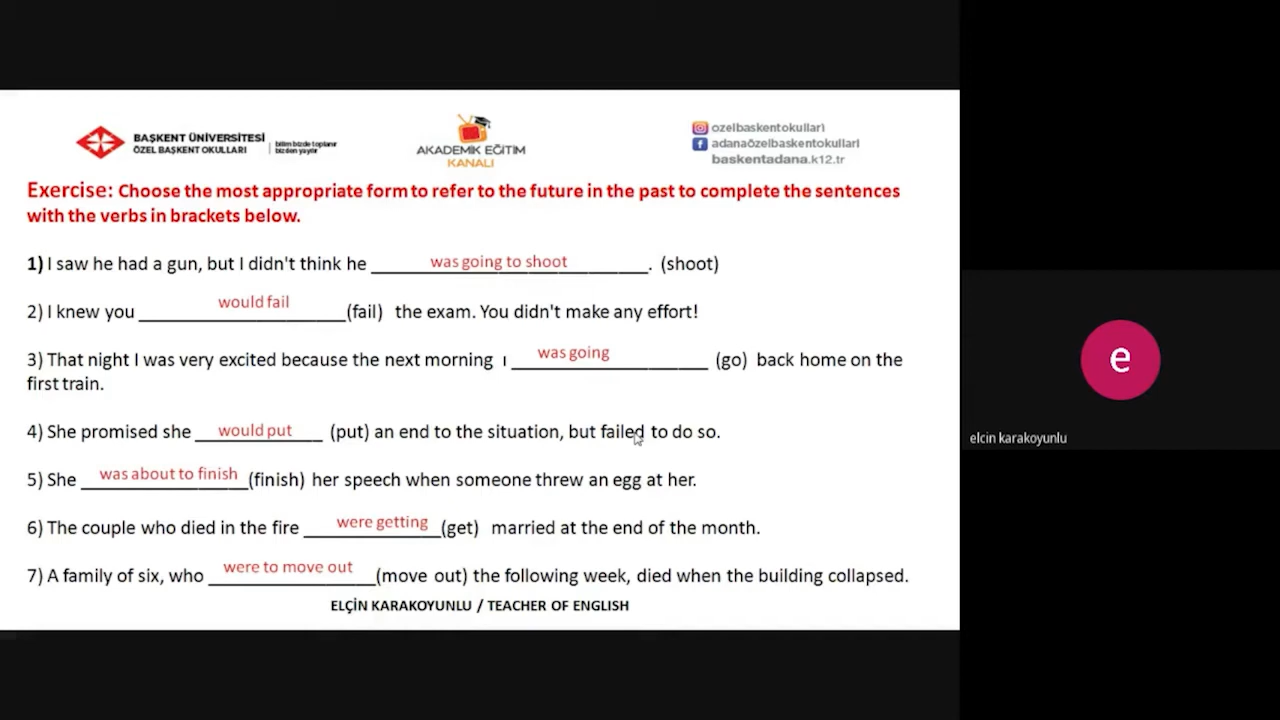 BAŞKENT ÜNİVERSİTESİ
ÖZEL BAŞKENT OKULLARI
bilim bizde toplanır
bizden yayılır
AKADEMİK EĞİTİM
KANALI
ozelbaskentokullari
adanaözelbaskentokullari
baskentadana.k12.tr
Exercise: Choose the most appropriate form to refer to the future in the past to complete the sentences
with the verbs in brackets below.
1) I saw he had a gun, but I didn't think he was going to shoot. (shoot)
2) I knew you would fail (fail) the exam. You didn't make any effort!
3) That night I was very excited because the next morning I was going (go) back home on the
first train.
4) She promised she would put (put) an end to the situation, but failed to do so.
5) She was about to finish (finish) her speech when someone threw an egg at her.
6) The couple who died in the fire were getting (get) married at the end of the month.
7) A family of six, who were to move out (move out) the following week, died when the building collapsed.
ELÇİN KARAKOYUNLU / TEACHER OF ENGLISH
e
elcin karakoyunlu